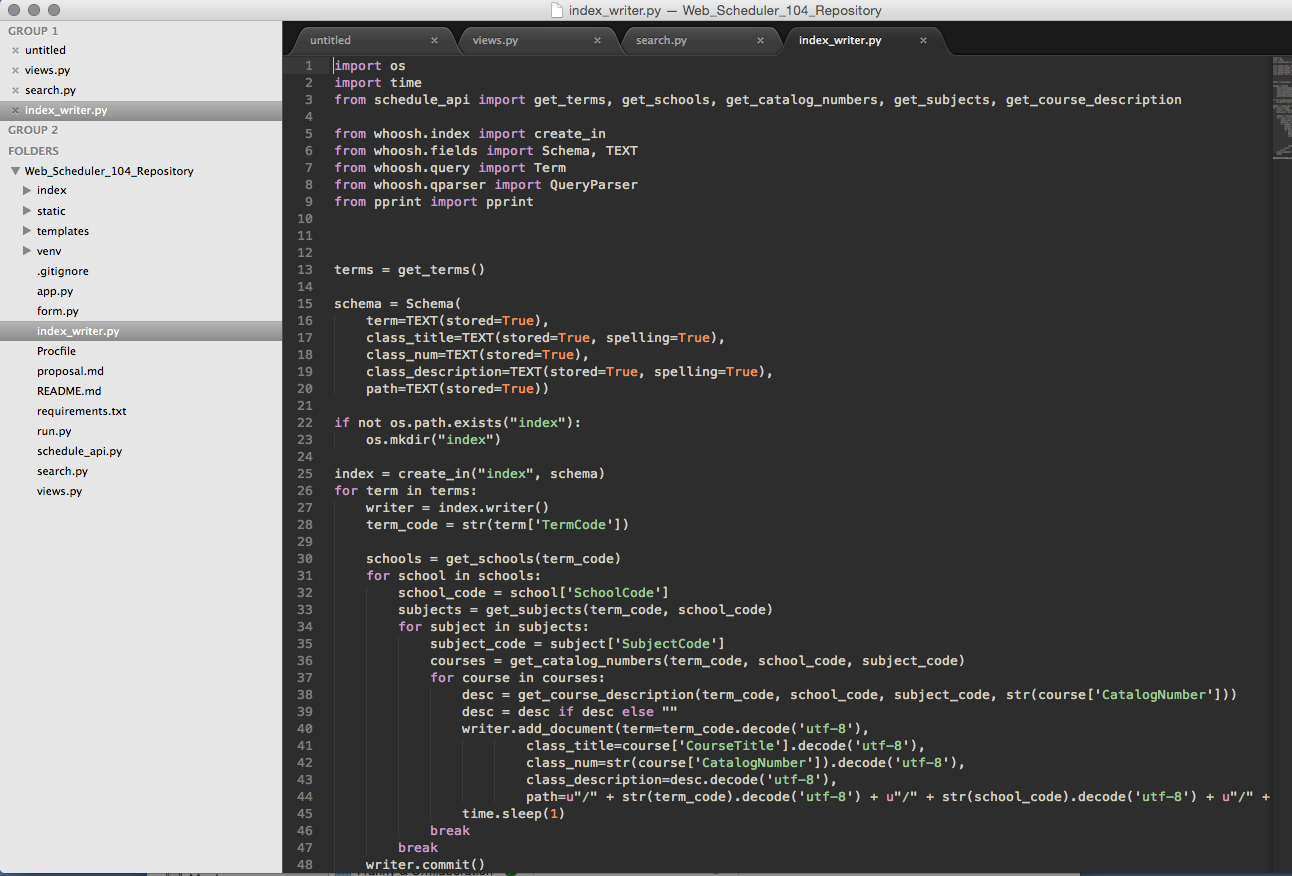 index_writer.py — Web_Scheduler_104_Repository
GROUP 1
untitled
views.py
search.py
index_writer.py
GROUP 2
FOLDERS
Web_Scheduler_104_Repository
index
static
templates
venv
.gitignore
app.py
form.py
index_writer.py
Procfile
proposal.md
README.md
requirements.txt
run.py
schedule_api.py
search.py
views.py
untitled
views.py
search.py
index_writer.py
1 import os
2 import time
3 from schedule_api import get_terms, get_schools, get_catalog_numbers, get_subjects, get_course_description
4
5 from whoosh.index import create_in
6 from whoosh.fields import Schema, TEXT
7 from whoosh.query import Term
8 from whoosh.qparser import QueryParser
9 from pprint import pprint
10
11
12
13 terms = get_terms()
14
15 schema = Schema(
16     term=TEXT(stored=True),
17     class_title=TEXT(stored=True, spelling=True),
18     class_num=TEXT(stored=True),
19     class_description=TEXT(stored=True, spelling=True),
20     path=TEXT(stored=True))
21
22 if not os.path.exists("index"):
23     os.mkdir("index")
24
25 index = create_in("index", schema)
26 for term in terms:
27     writer = index.writer()
28     term_code = str(term['TermCode'])
29
30     schools = get_schools(term_code)
31     for school in schools:
32         school_code = school['SchoolCode']
33         subjects = get_subjects(term_code, school_code)
34         for subject in subjects:
35             subject_code = subject['SubjectCode']
36             courses = get_catalog_numbers(term_code, school_code, subject_code)
37             for course in courses:
38                 desc = get_course_description(term_code, school_code, subject_code, str(course['CatalogNumber']))
39                 desc = desc if desc else ""
40                 writer.add_document(term=term_code.decode('utf-8'),
41                         class_title=course['CourseTitle'].decode('utf-8'),
42                         class_num=str(course['CatalogNumber']).decode('utf-8'),
43                         class_description=desc.decode('utf-8'),
44                         path=u"/" + str(term_code).decode('utf-8') + u"/" + str(school_code).decode('utf-8') + u"/" +
45                 time.sleep(1)
46             break
47         break
48     writer.commit()